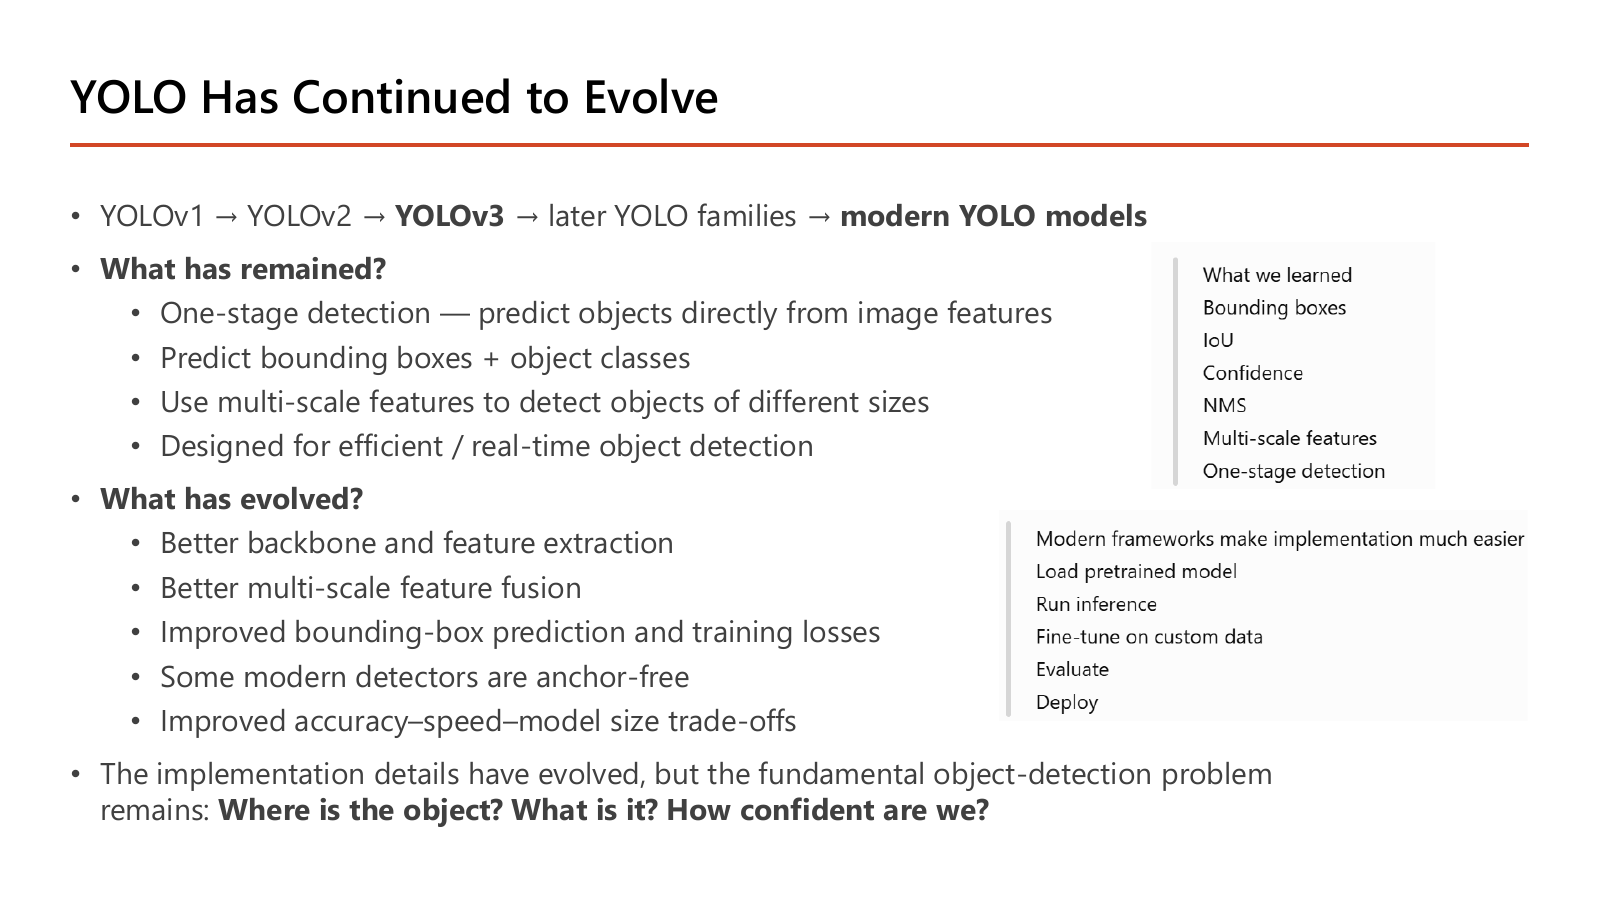 YOLO Has Continued to Evolve
• YOLOv1 → YOLOv2 → YOLOv3 → later YOLO families → modern YOLO models
• What has remained?
• One-stage detection — predict objects directly from image features
• Predict bounding boxes + object classes
• Use multi-scale features to detect objects of different sizes
• Designed for efficient / real-time object detection
• What has evolved?
• Better backbone and feature extraction
• Better multi-scale feature fusion
• Improved bounding-box prediction and training losses
• Some modern detectors are anchor-free
• Improved accuracy–speed–model size trade-offs
• The implementation details have evolved, but the fundamental object-detection problem
remains: Where is the object? What is it? How confident are we?
What we learned
Bounding boxes
IoU
Confidence
NMS
Multi-scale features
One-stage detection
Modern frameworks make implementation much easier
Load pretrained model
Run inference
Fine-tune on custom data
Evaluate
Deploy